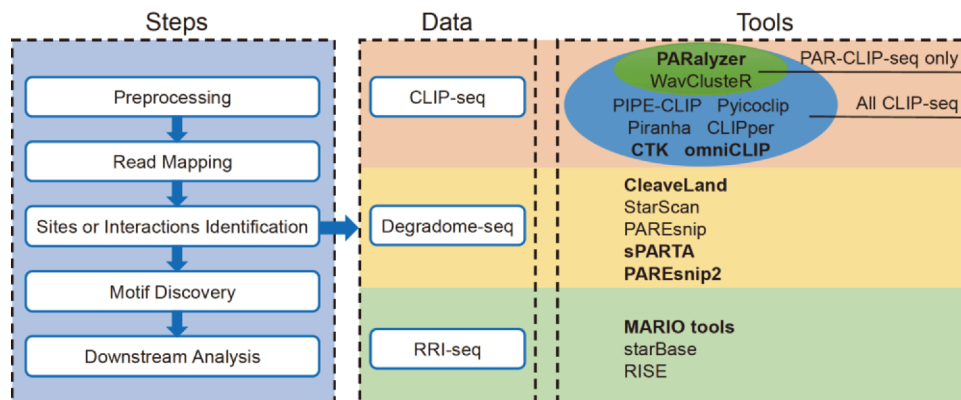 Steps
Data
Tools
Preprocessing
Read Mapping
Sites or Interactions Identification
Motif Discovery
Downstream Analysis
CLIP-seq
Degradome-seq
RRI-seq
PARalyzer
WavClusteR
PAR-CLIP-seq only
PIPE-CLIP Pyicoclip
All CLIP-seq
Piranha CLIPper
CTK omniCLIP
CleaveLand
StarScan
PAREsnip
sPARTA
PAREsnip2
MARIO tools
starBase
RISE